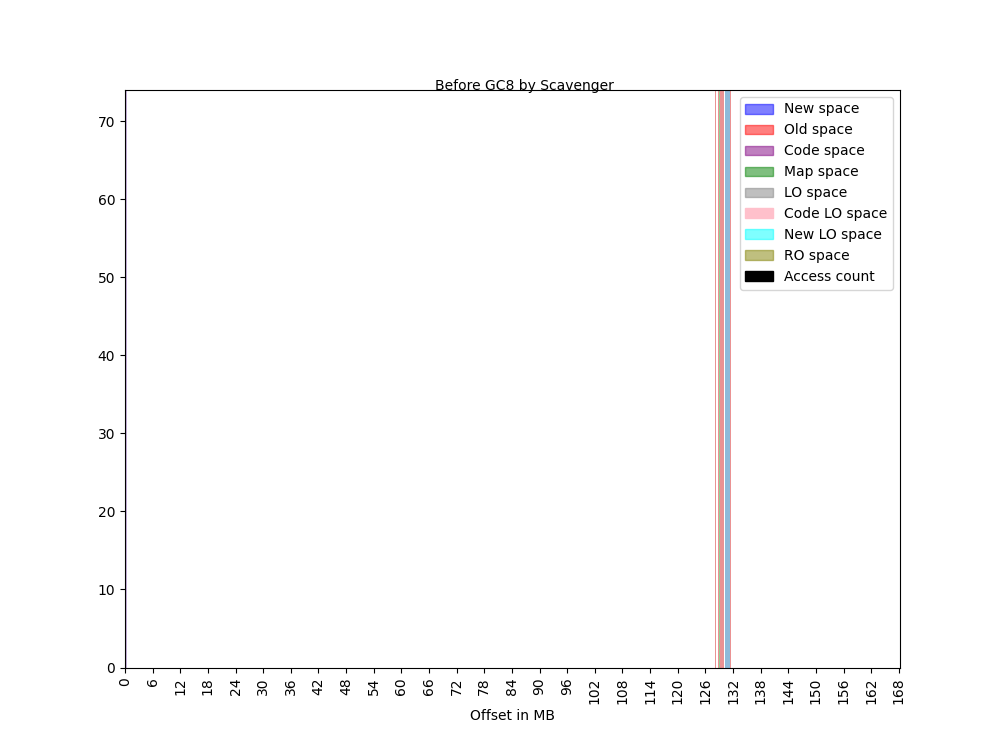 Before GC8 by Scavenger
New space
Old space
Code space
Map space
LO space
Code LO space
New LO space
RO space
Access count
70
60
50
40
30
20
10
0
0 6 12 18 24 30 36 42 48 54 60 66 72 78 84 90 96 102 108 114 120 126 132 138 144 150 156 162 168
Offset in MB